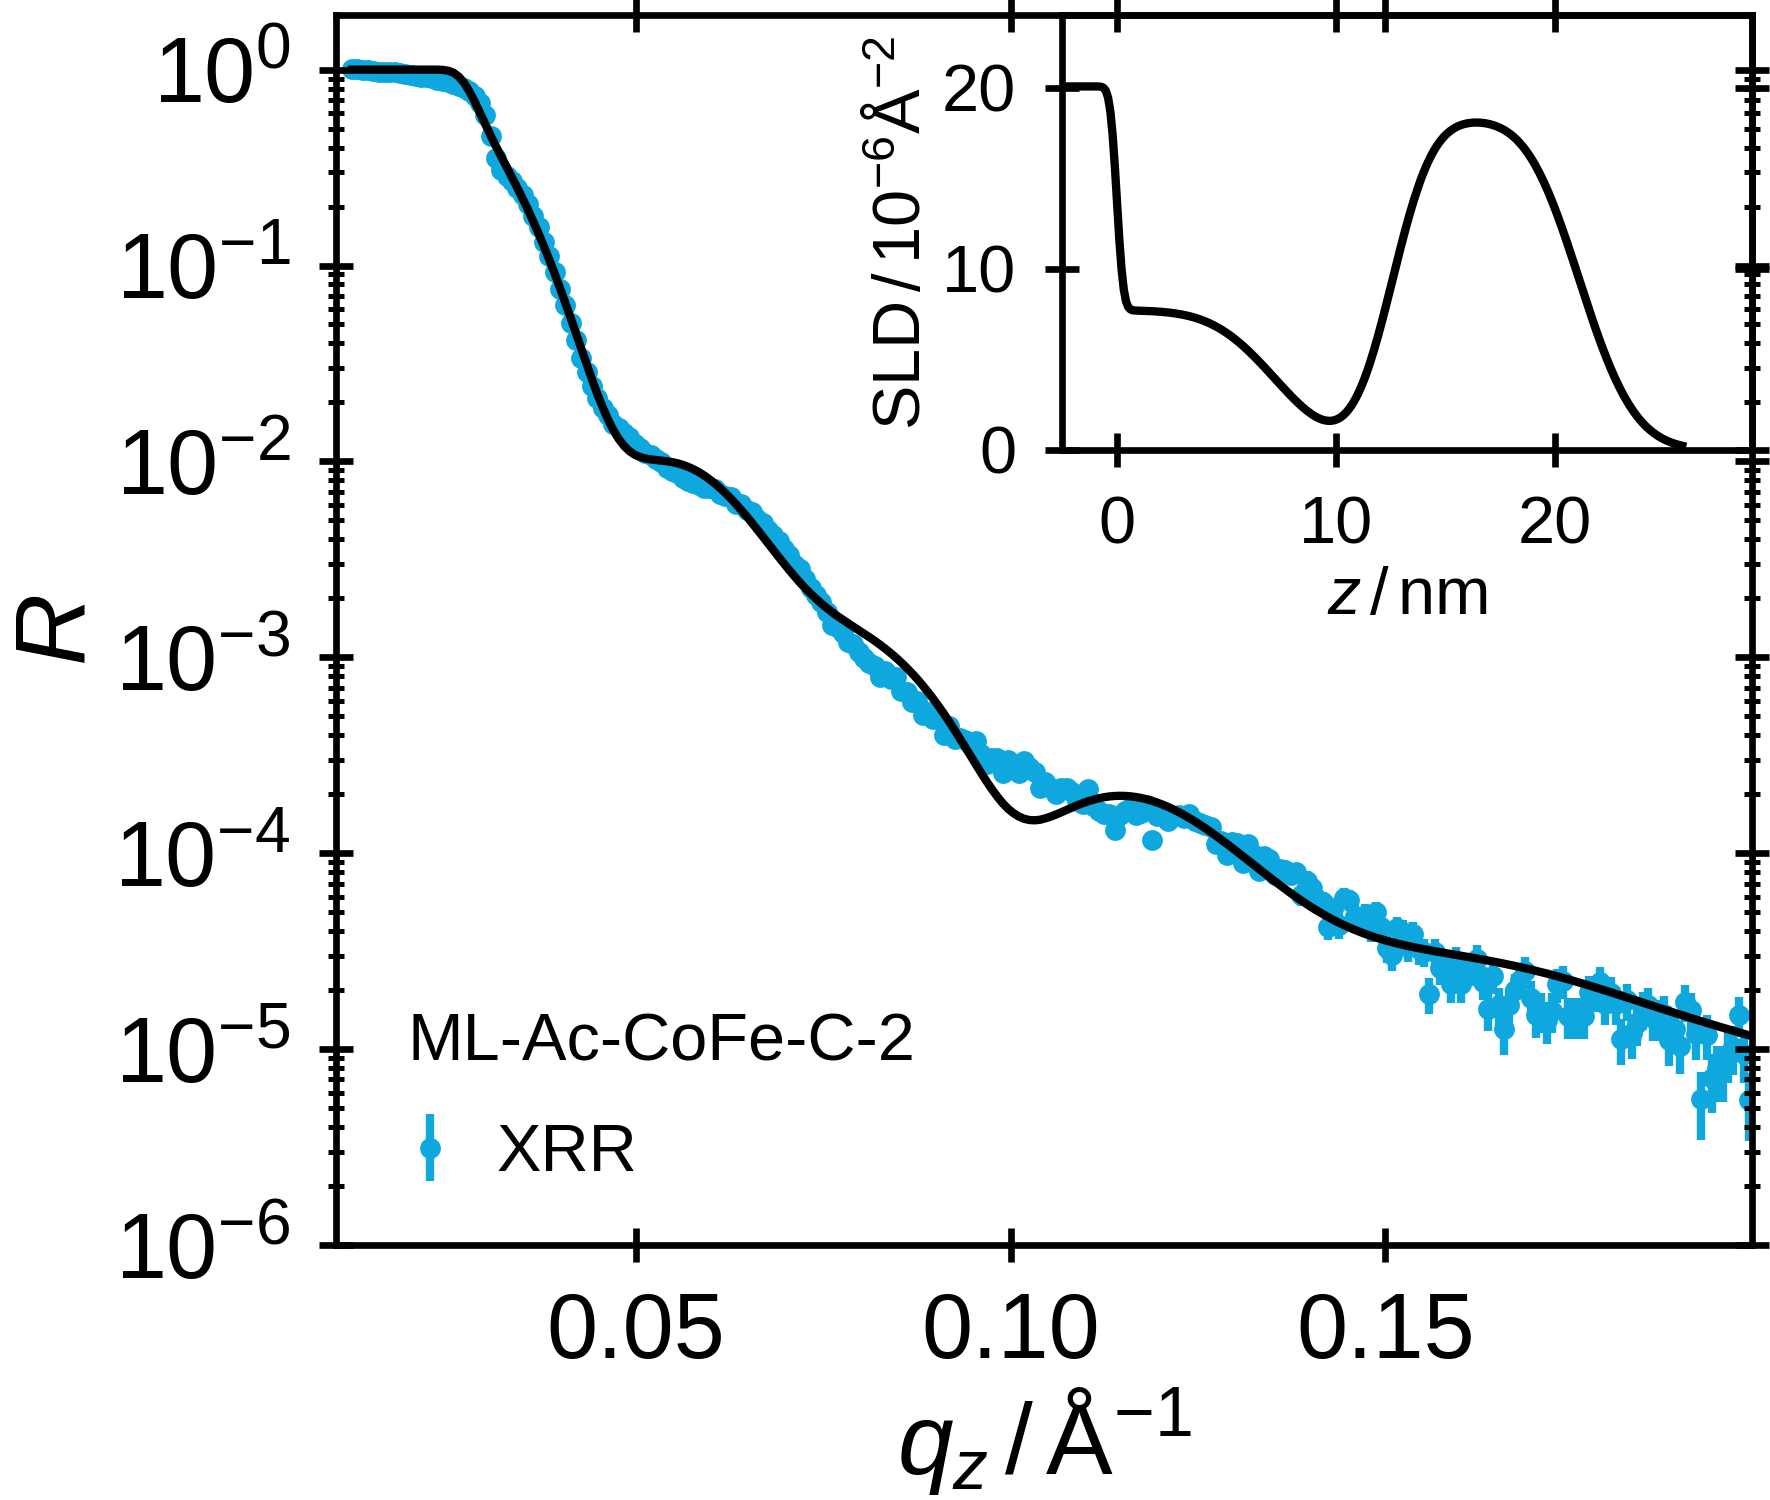 10⁰
10⁻¹
10⁻²
10⁻³
10⁻⁴
10⁻⁵
10⁻⁶
R
SLD / 10⁻⁶Å⁻²
20
10
0
0 10 20
z / nm
ML-Ac-CoFe-C-2
XRR
0.05 0.10 0.15
q_z / Å⁻¹